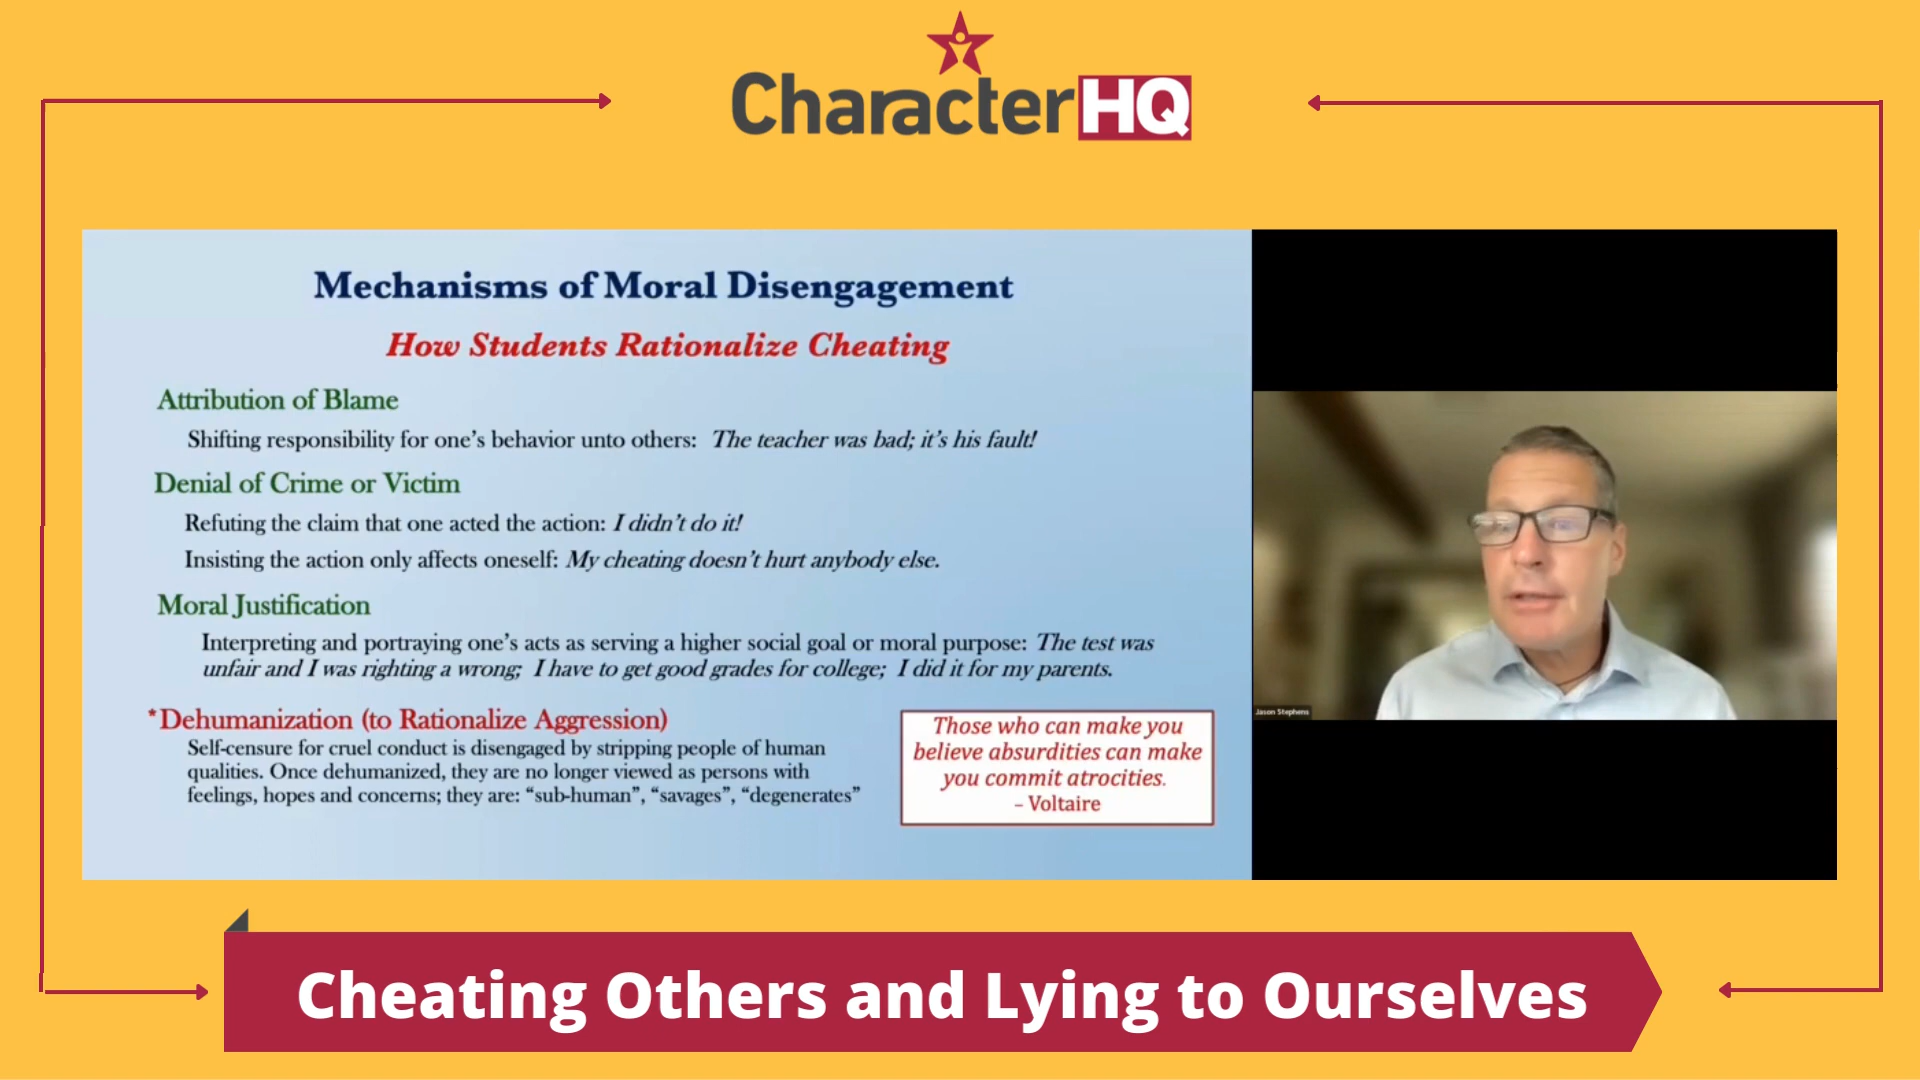 CharacterHQ
Mechanisms of Moral Disengagement
How Students Rationalize Cheating
Attribution of Blame
Shifting responsibility for one's behavior unto others: The teacher was bad; it's his fault!
Denial of Crime or Victim
Refuting the claim that one acted the action: I didn't do it!
Insisting the action only affects oneself: My cheating doesn't hurt anybody else.
Moral Justification
Interpreting and portraying one's acts as serving a higher social goal or moral purpose: The test was
unfair and I was righting a wrong; I have to get good grades for college; I did it for my parents.
*Dehumanization (to Rationalize Aggression)
Self-censure for cruel conduct is disengaged by stripping people of human
qualities. Once dehumanized, they are no longer viewed as persons with
feelings, hopes and concerns; they are: “sub-human”, “savages”, “degenerates”
Those who can make you
believe absurdities can make
you commit atrocities.
– Voltaire
Jason Stephens
Cheating Others and Lying to Ourselves